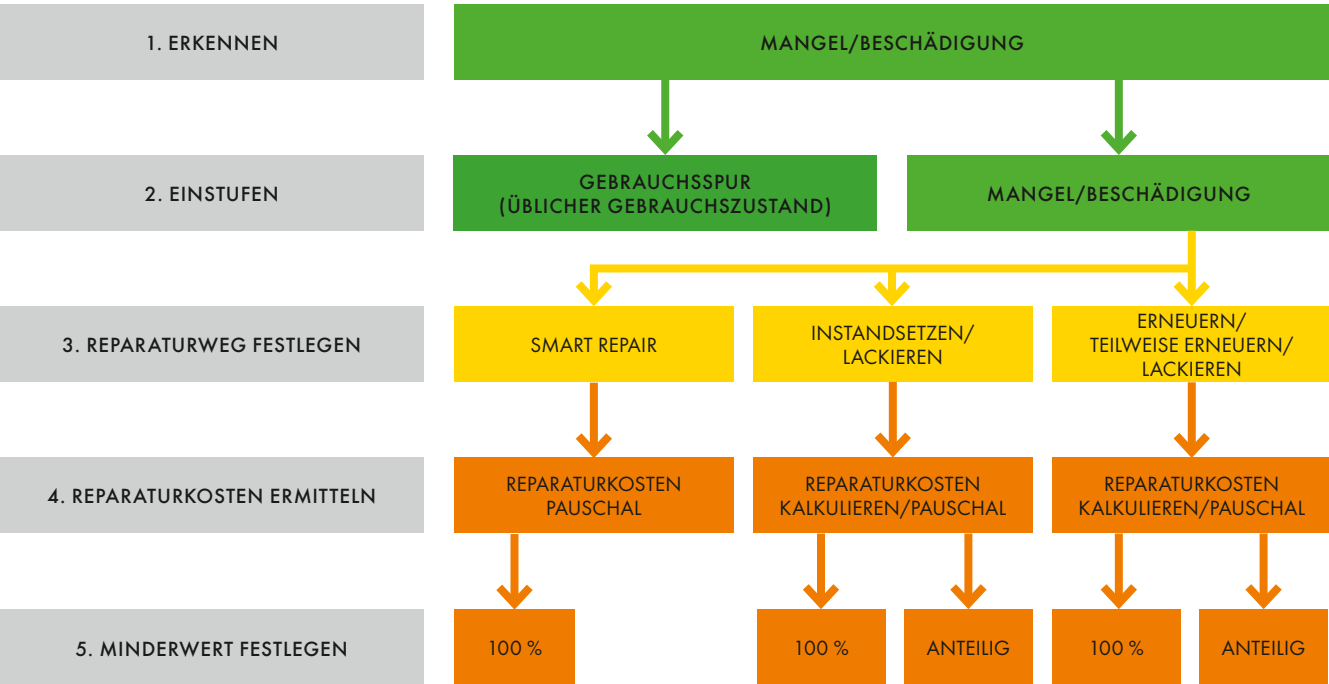 1. ERKENNEN
MANGEL/BESCHÄDIGUNG
2. EINSTUFEN
GEBRAUCHSSPUR
(ÜBLICHER GEBRAUCHSZUSTAND)
MANGEL/BESCHÄDIGUNG
3. REPARATURWEG FESTLEGEN
SMART REPAIR
INSTANDSETZEN/
LACKIEREN
ERNEUERN/
TEILWEISE ERNEUERN/
LACKIEREN
4. REPARATURKOSTEN ERMITTELN
REPARATURKOSTEN
PAUSCHAL
REPARATURKOSTEN
KALKULIEREN/PAUSCHAL
REPARATURKOSTEN
KALKULIEREN/PAUSCHAL
5. MINDERWERT FESTLEGEN
100 %
100 %
ANTEILIG
100 %
ANTEILIG